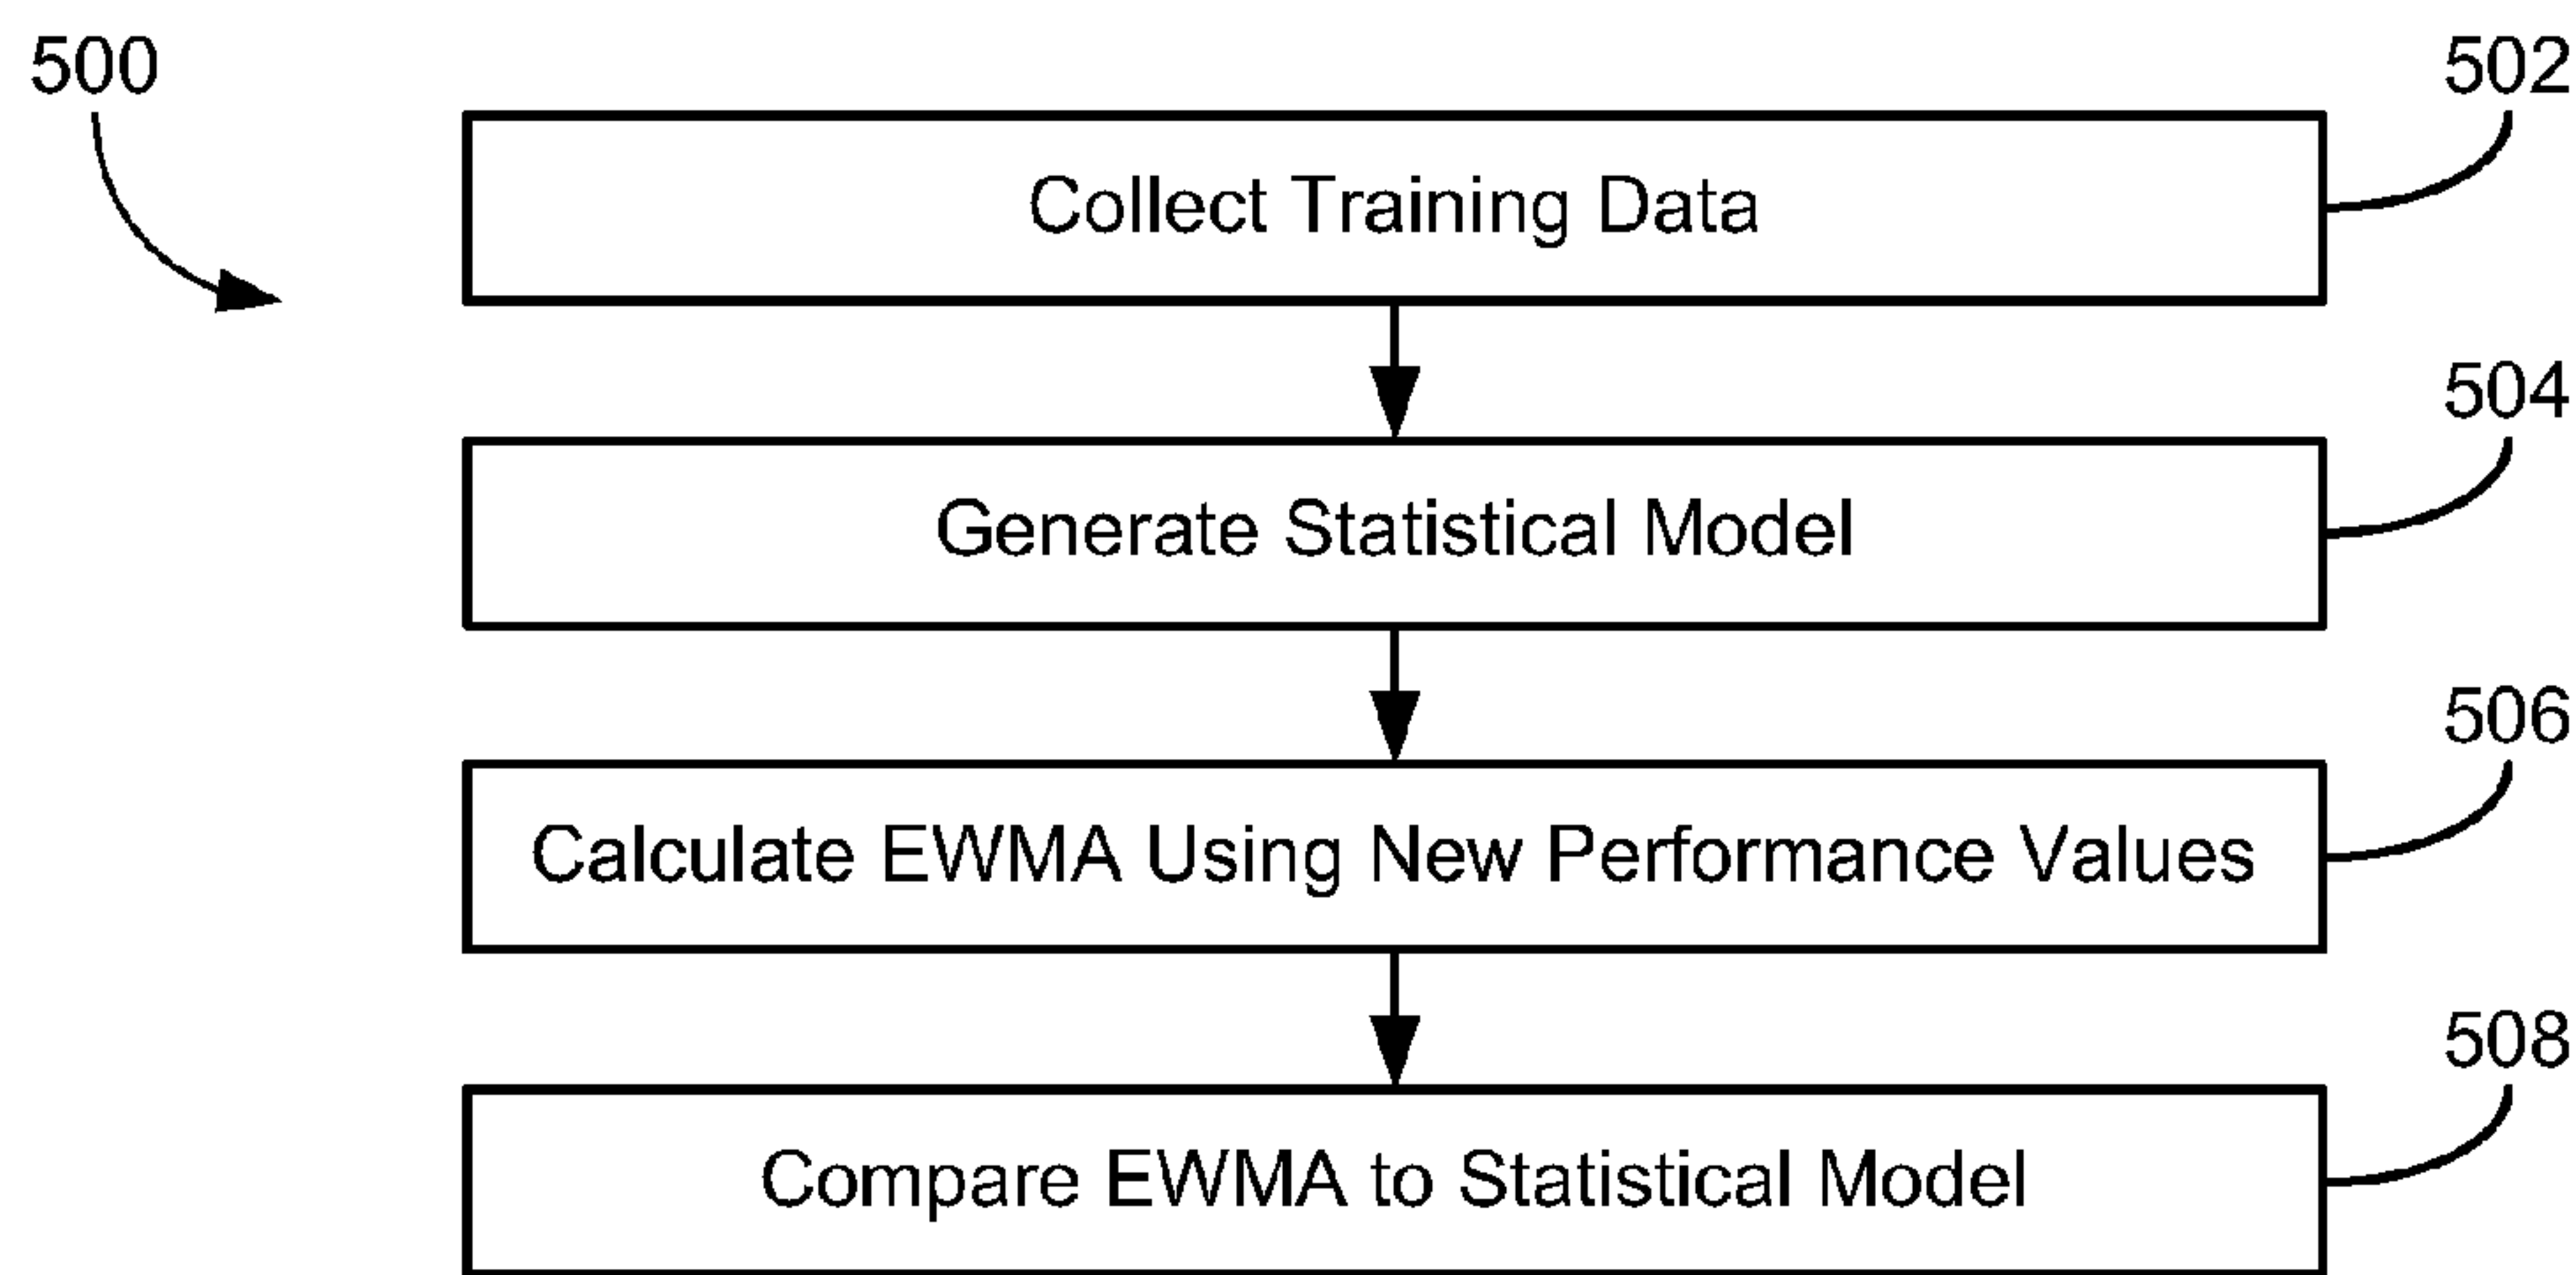 500
502
Collect Training Data
504
Generate Statistical Model
506
Calculate EWMA Using New Performance Values
508
Compare EWMA to Statistical Model